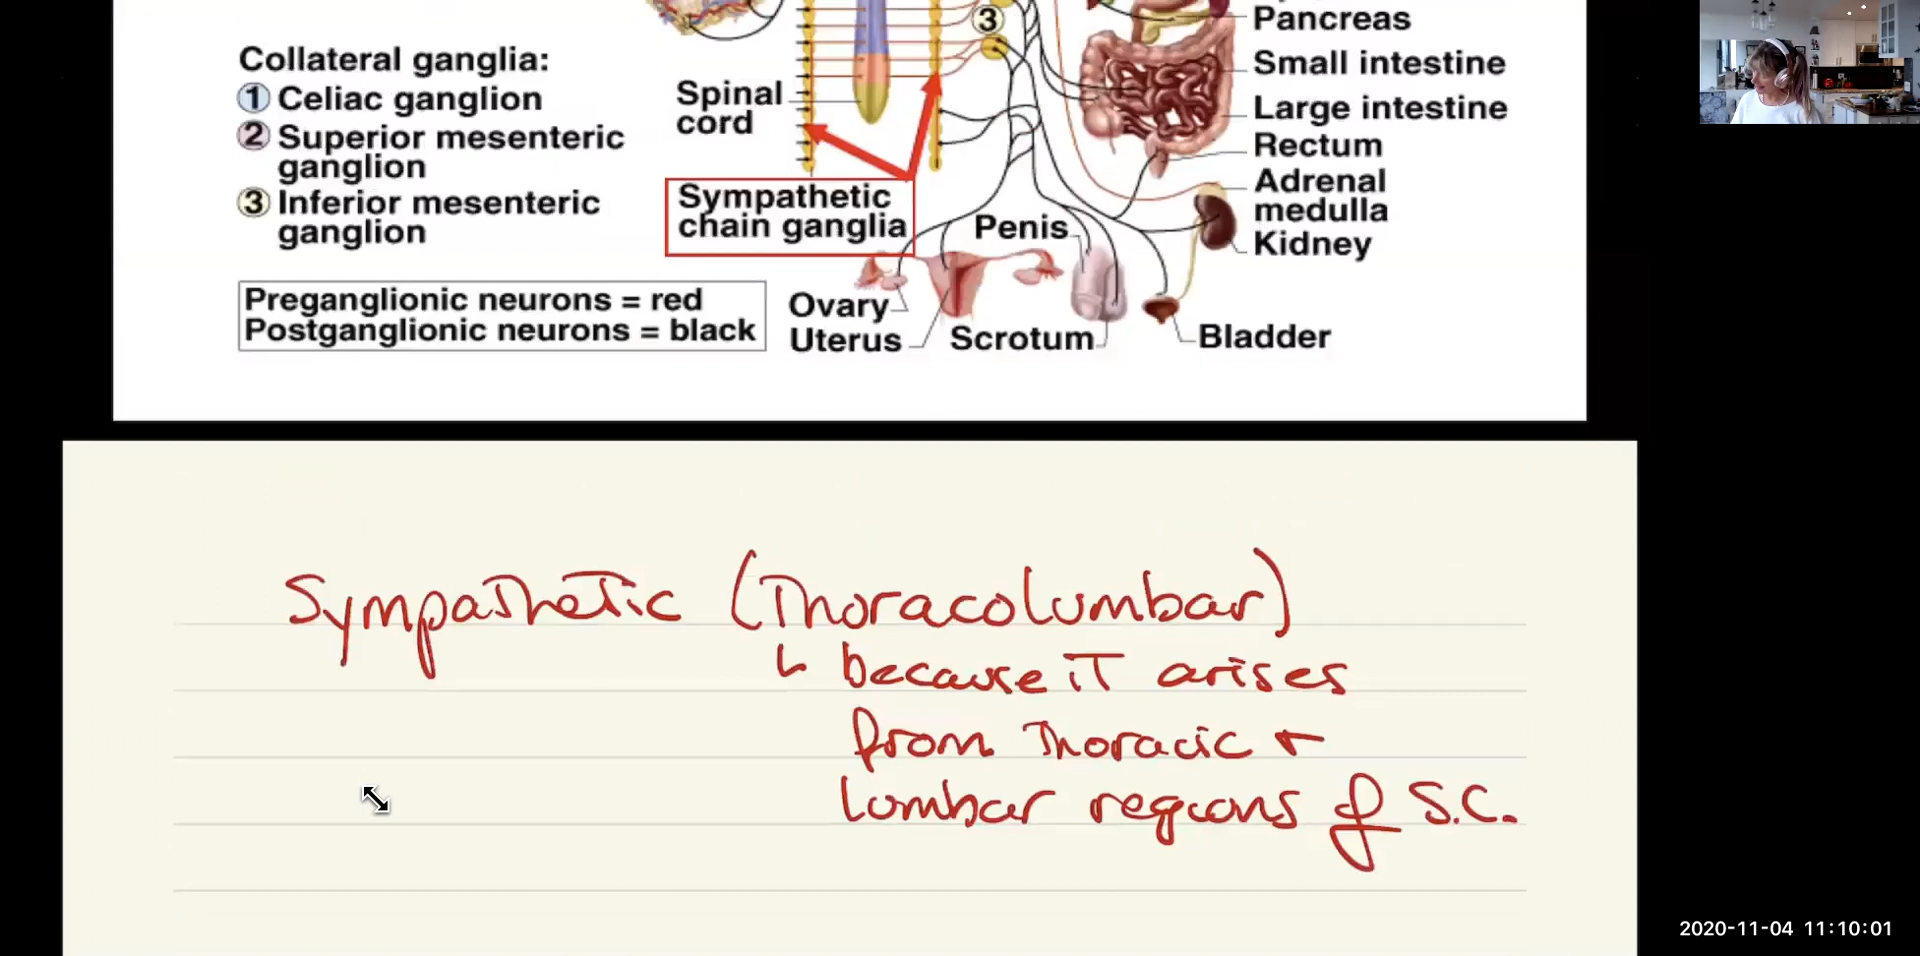 Collateral ganglia:
1 Celiac ganglion
2 Superior mesenteric
ganglion
3 Inferior mesenteric
ganglion
Preganglionic neurons = red
Postganglionic neurons = black
Spinal
cord
Sympathetic
chain ganglia
3
Pancreas
Small intestine
Large intestine
Rectum
Adrenal
medulla
Kidney
Penis
Ovary
Uterus
Scrotum
Bladder
Sympathetic (Thoracolumbar)
↳ because it arises
from Thoracic +
lumbar regions of S.C.
2020-11-04 11:10:01